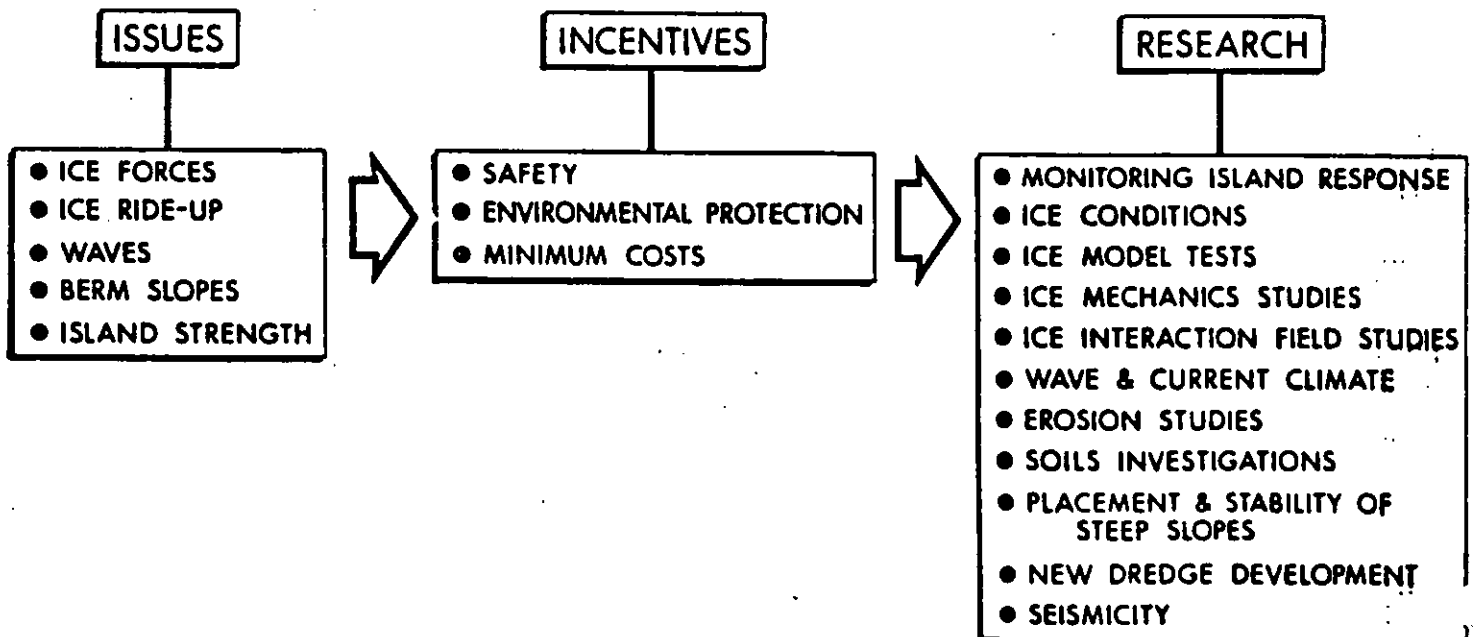 ISSUES
● ICE FORCES
● ICE RIDE-UP
● WAVES
● BERM SLOPES
● ISLAND STRENGTH
INCENTIVES
● SAFETY
● ENVIRONMENTAL PROTECTION
● MINIMUM COSTS
RESEARCH
● MONITORING ISLAND RESPONSE
● ICE CONDITIONS
● ICE MODEL TESTS
● ICE MECHANICS STUDIES
● ICE INTERACTION FIELD STUDIES
● WAVE & CURRENT CLIMATE
● EROSION STUDIES
● SOILS INVESTIGATIONS
● PLACEMENT & STABILITY OF
STEEP SLOPES
● NEW DREDGE DEVELOPMENT
● SEISMICITY